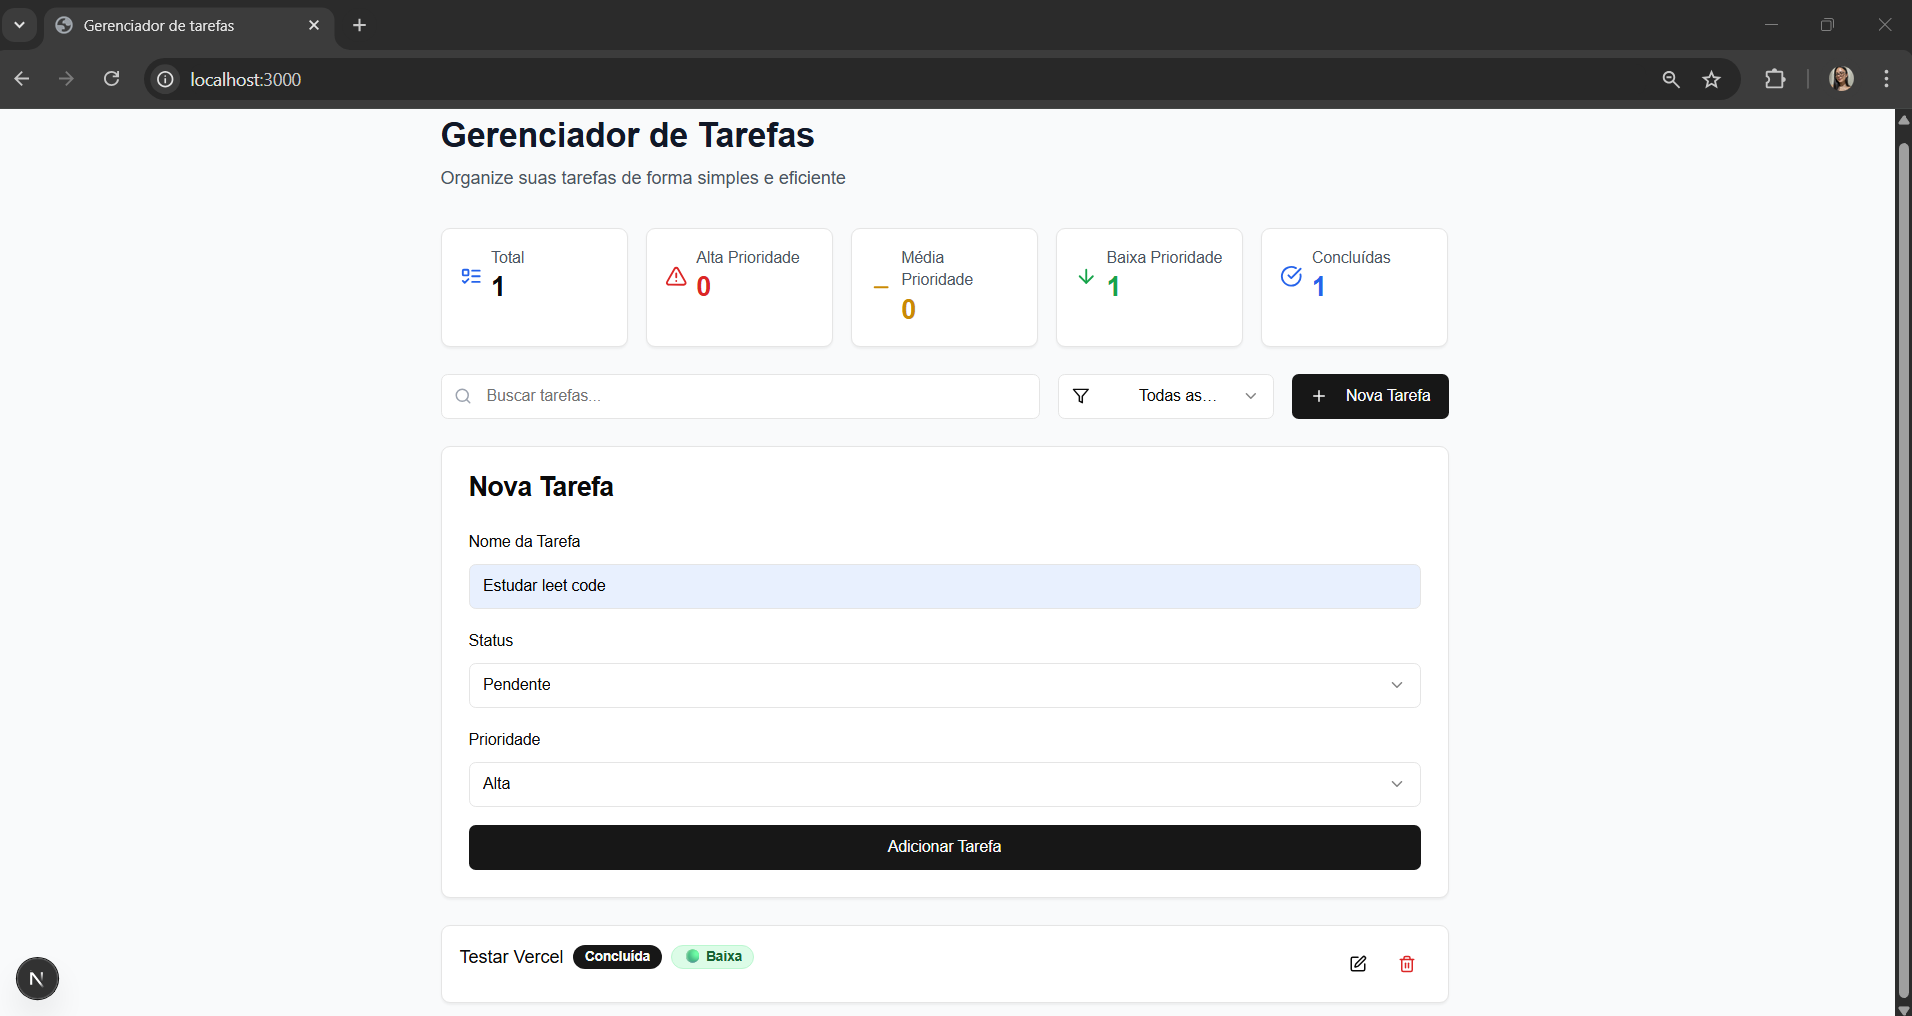 Gerenciador de tarefas
localhost:3000
Gerenciador de Tarefas
Organize suas tarefas de forma simples e eficiente
Total
1
Alta Prioridade
0
Média
Prioridade
0
Baixa Prioridade
1
Concluídas
1
Buscar tarefas...
Todas as...
Nova Tarefa
Nova Tarefa
Nome da Tarefa
Estudar leet code
Status
Pendente
Prioridade
Alta
Adicionar Tarefa
Testar Vercel Concluída Baixa
N